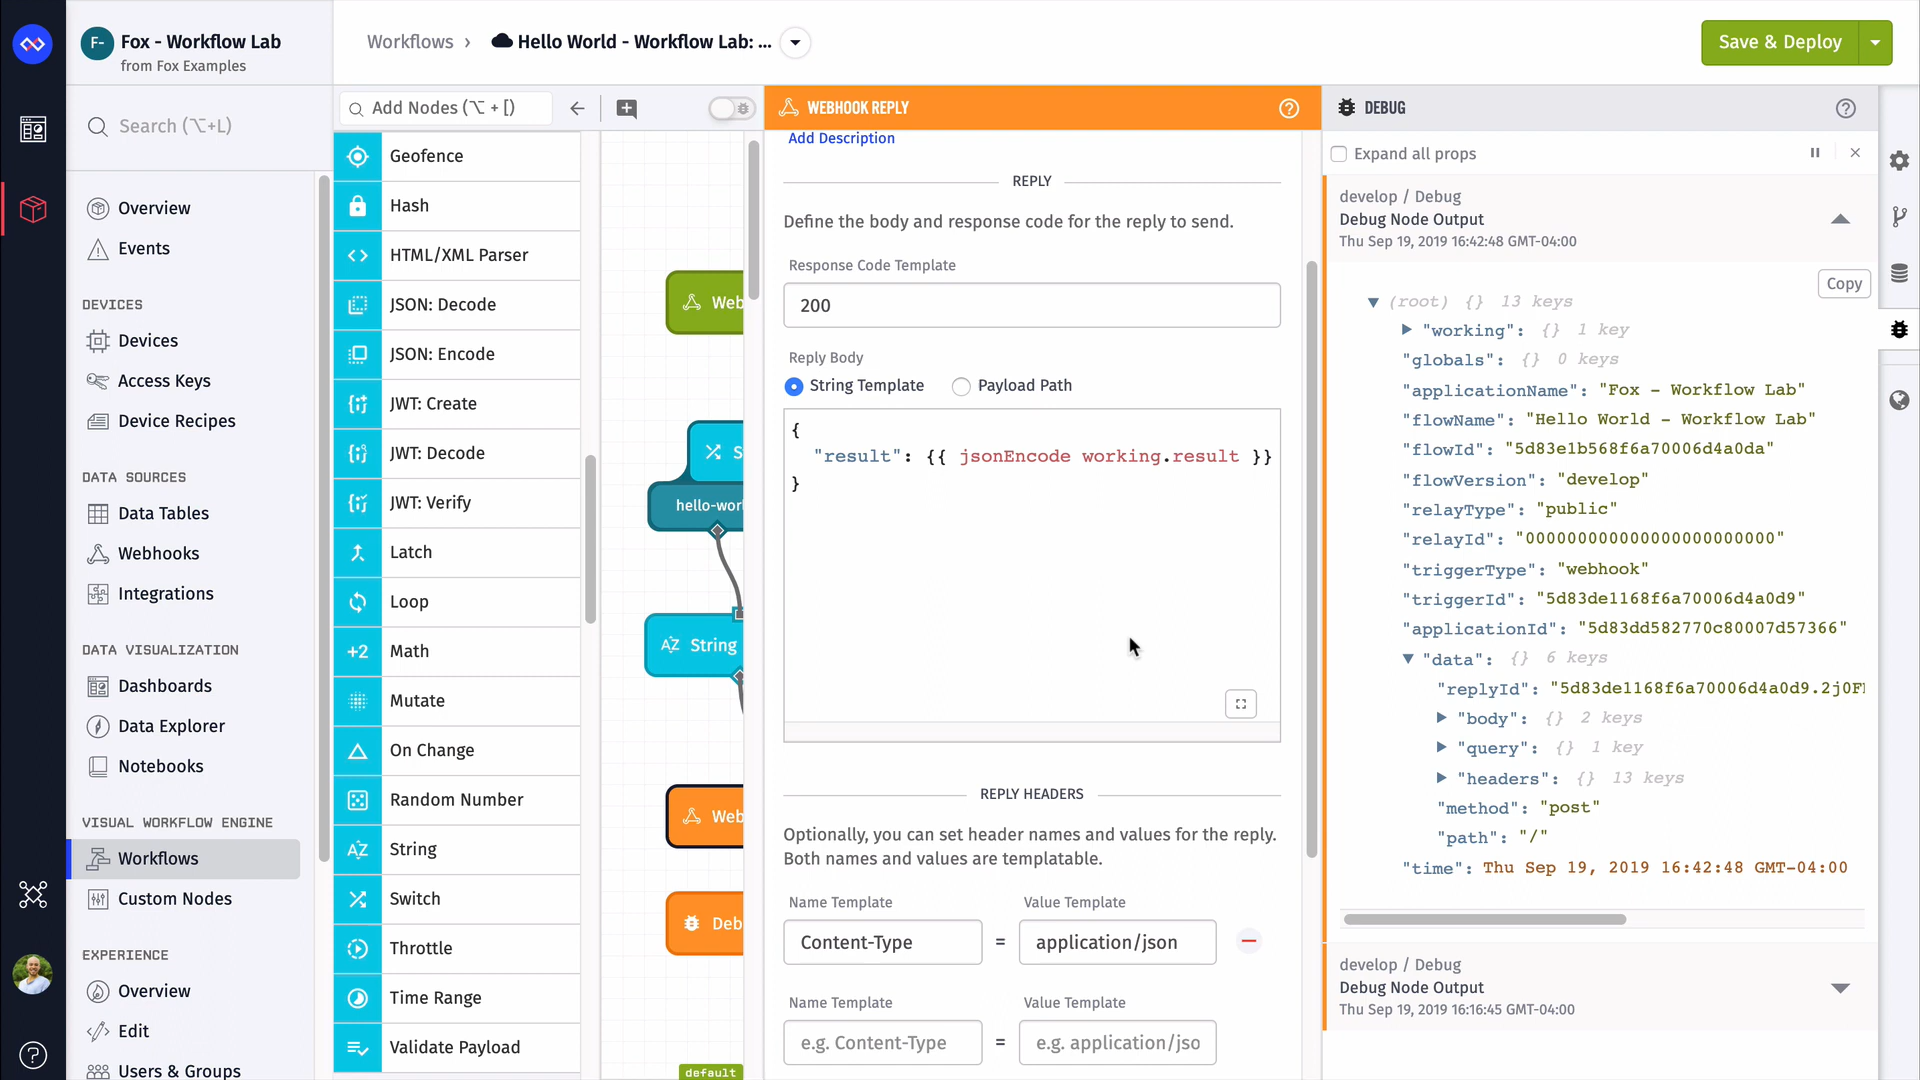 F-
Fox - Workflow Lab
from Fox Examples
Workflows ›
Hello World - Workflow Lab: ...
Save & Deploy
Search (⌥+L)
Overview
Events
DEVICES
Devices
Access Keys
Device Recipes
DATA SOURCES
Data Tables
Webhooks
Integrations
DATA VISUALIZATION
Dashboards
Data Explorer
Notebooks
VISUAL WORKFLOW ENGINE
Workflows
Custom Nodes
EXPERIENCE
Overview
Edit
Users & Groups
Add Nodes (⌥ + [)
Geofence
Hash
HTML/XML Parser
JSON: Decode
JSON: Encode
JWT: Create
JWT: Decode
JWT: Verify
Latch
Loop
+2 Math
Mutate
On Change
Random Number
AZ String
Switch
Throttle
Time Range
Validate Payload
Web
S
hello-worl
AZ String
Web
Deb
default
WEBHOOK REPLY
Add Description
REPLY
Define the body and response code for the reply to send.
Response Code Template
200
Reply Body
String Template
Payload Path
{
"result": {{ jsonEncode working.result }}
}
REPLY HEADERS
Optionally, you can set header names and values for the reply.
Both names and values are templatable.
Name Template
Value Template
Content-Type = application/json
Name Template
Value Template
e.g. Content-Type = e.g. application/jso
DEBUG
Expand all props
develop / Debug
Debug Node Output
Thu Sep 19, 2019 16:42:48 GMT-04:00
Copy
(root) {} 13 keys
"working": {} 1 key
"globals": {} 0 keys
"applicationName": "Fox - Workflow Lab"
"flowName": "Hello World - Workflow Lab"
"flowId": "5d83e1b568f6a70006d4a0da"
"flowVersion": "develop"
"relayType": "public"
"relayId": "000000000000000000000000"
"triggerType": "webhook"
"triggerId": "5d83de1168f6a70006d4a0d9"
"applicationId": "5d83dd582770c80007d57366"
"data": {} 6 keys
"replyId": "5d83de1168f6a70006d4a0d9.2j0F
"body": {} 2 keys
"query": {} 1 key
"headers": {} 13 keys
"method": "post"
"path": "/"
"time": Thu Sep 19, 2019 16:42:48 GMT-04:00
develop / Debug
Debug Node Output
Thu Sep 19, 2019 16:16:45 GMT-04:00